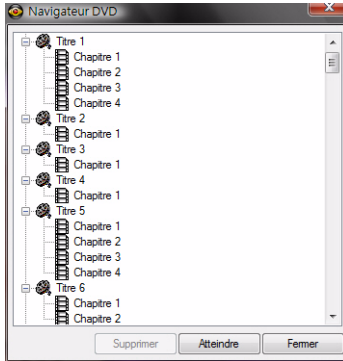 Navigateur DVD
Titre 1
Chapitre 1
Chapitre 2
Chapitre 3
Chapitre 4
Titre 2
Chapitre 1
Titre 3
Chapitre 1
Titre 4
Chapitre 1
Titre 5
Chapitre 1
Chapitre 2
Chapitre 3
Chapitre 4
Titre 6
Chapitre 1
Chapitre 2
Supprimer Atteindre Fermer